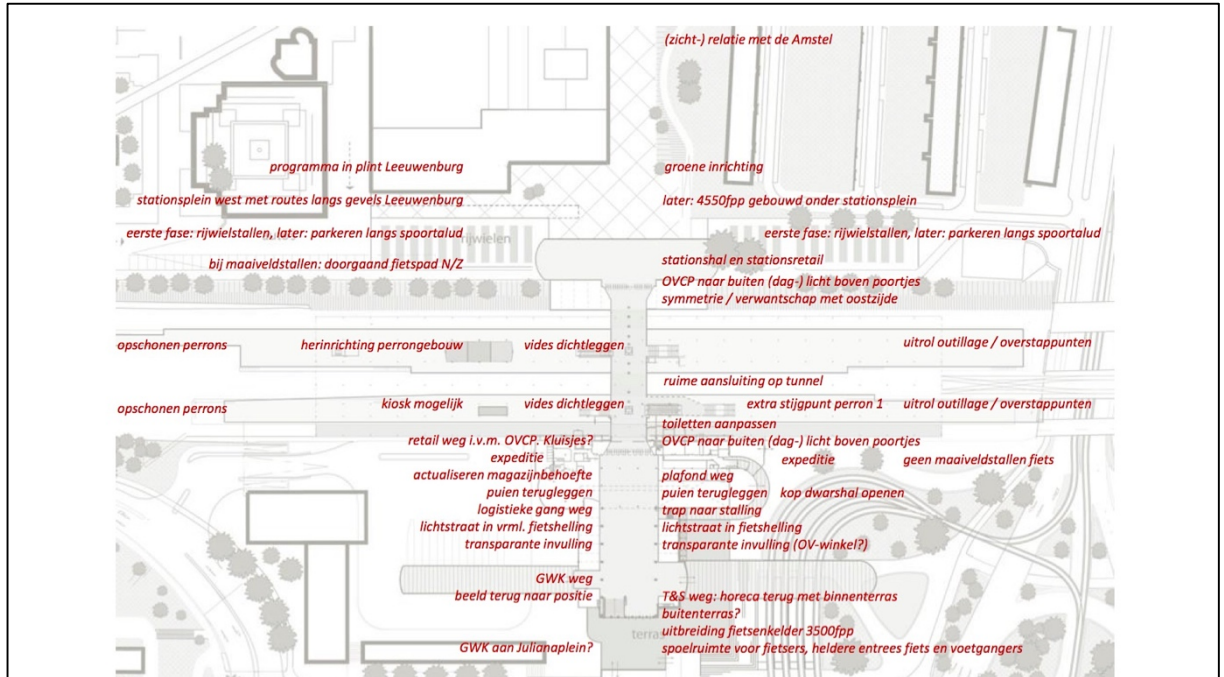 (zicht-) relatie met de Amstel
programma in plint Leeuwenburg
groene inrichting
stationsplein west met routes langs gevels Leeuwenburg
later: 4550fpp gebouwd onder stationsplein
eerste fase: rijwielstallen, later: parkeren langs spoortalud
rijwielen
eerste fase: rijwielstallen, later: parkeren langs spoortalud
bij maaiveldstallen: doorgaand fietspad N/Z
stationshal en stationsretail
OVCP naar buiten (dag-) licht boven poortjes
symmetrie / verwantschap met oostzijde
opschonen perrons
herinrichting perrongebouw
vides dichtleggen
uitrol outillage / overstappunten
ruime aansluiting op tunnel
opschonen perrons
kiosk mogelijk
vides dichtleggen
extra stijgpunt perron 1
uitrol outillage / overstappunten
toiletten aanpassen
retail weg i.v.m. OVCP. Kluisjes?
OVCP naar buiten (dag-) licht boven poortjes
expeditie
expeditie
geen maaiveldstallen fiets
actualiseren magazijnbehoefte
plafond weg
puien terugleggen
puien terugleggen
kop dwarshal openen
logistieke gang weg
trap naar stalling
lichtstraat in vrml. fietshelling
lichtstraat in fietshelling
transparante invulling
transparante invulling (OV-winkel?)
GWK weg
beeld terug naar positie
T&S weg: horeca terug met binnenterras
buitenterras?
terras
uitbreiding fietsenkelder 3500fpp
GWK aan Julianaplein?
spoelruimte voor fietsers, heldere entrees fiets en voetgangers